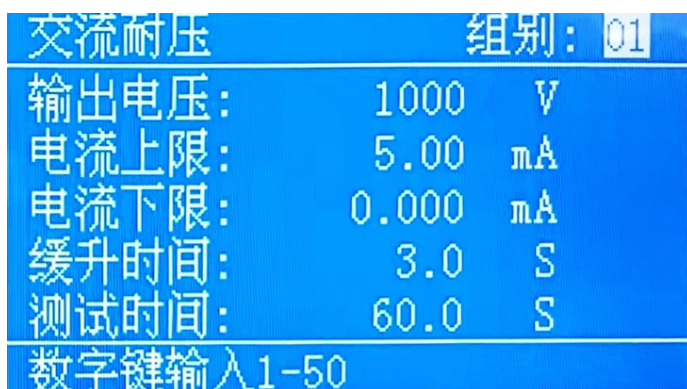 交流耐压 组别: 01
输出电压: 1000 V
电流上限: 5.00 mA
电流下限: 0.000 mA
缓升时间: 3.0 S
测试时间: 60.0 S
数字键输入1-50